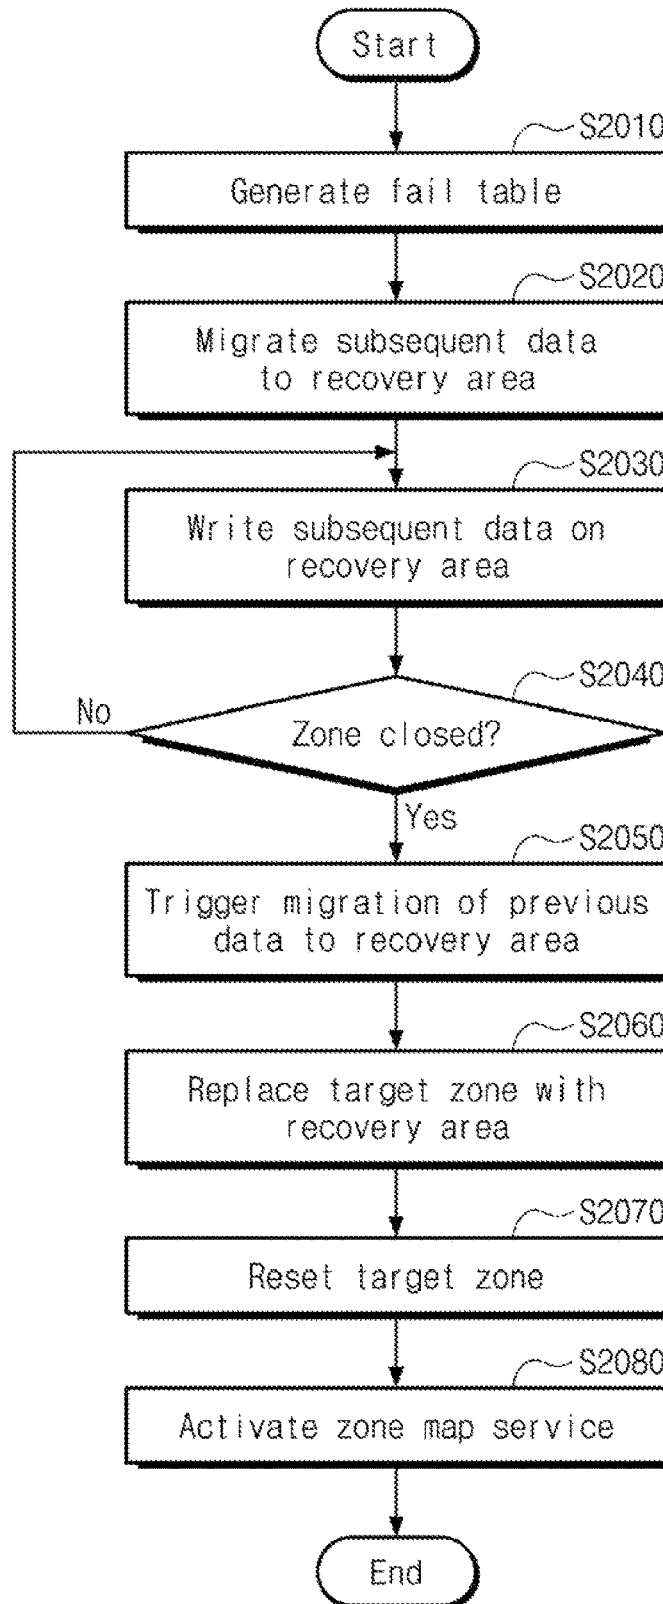 Start
S2010
Generate fail table
S2020
Migrate subsequent data
to recovery area
S2030
Write subsequent data on
recovery area
S2040
No
Zone closed?
Yes
S2050
Trigger migration of previous
data to recovery area
S2060
Replace target zone with
recovery area
S2070
Reset target zone
S2080
Activate zone map service
End